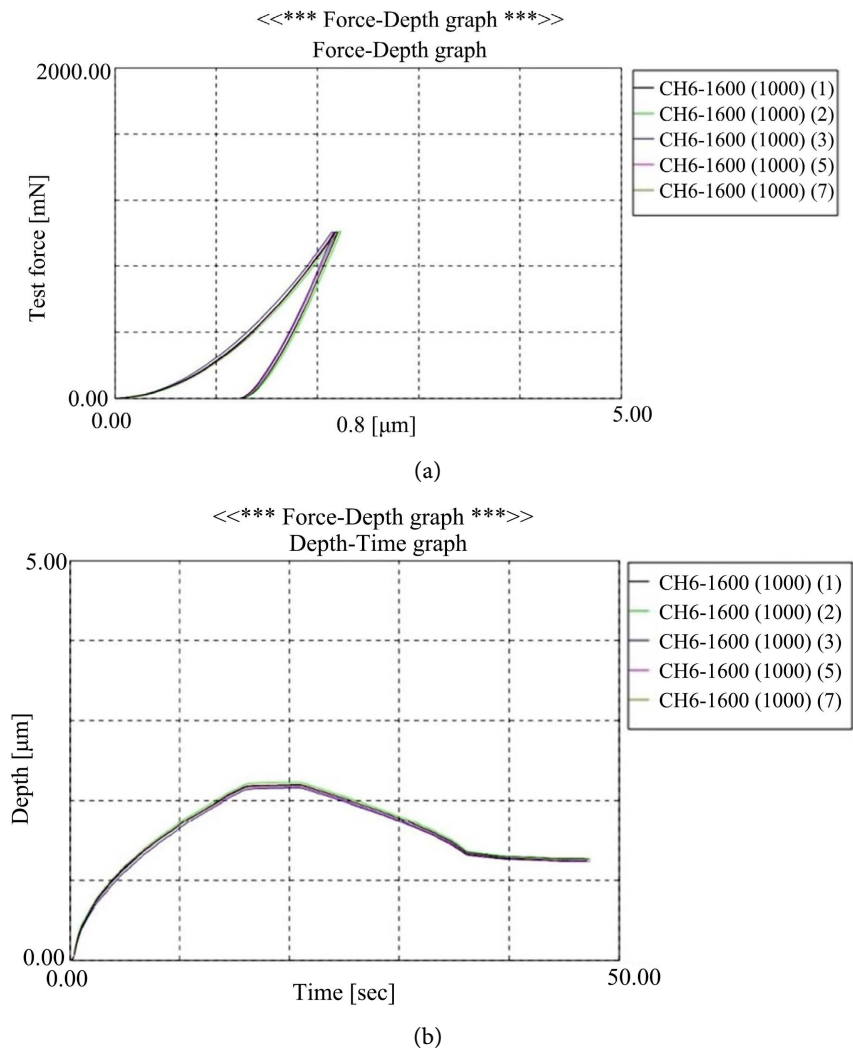 <<*** Force-Depth graph ***>>
Force-Depth graph
2000.00
Test force [mN]
0.00
0.00
0.8 [μm]
5.00
CH6-1600 (1000) (1)
CH6-1600 (1000) (2)
CH6-1600 (1000) (3)
CH6-1600 (1000) (5)
CH6-1600 (1000) (7)
(a)
<<*** Force-Depth graph ***>>
Depth-Time graph
5.00
Depth [μm]
0.00
0.00
Time [sec]
50.00
CH6-1600 (1000) (1)
CH6-1600 (1000) (2)
CH6-1600 (1000) (3)
CH6-1600 (1000) (5)
CH6-1600 (1000) (7)
(b)